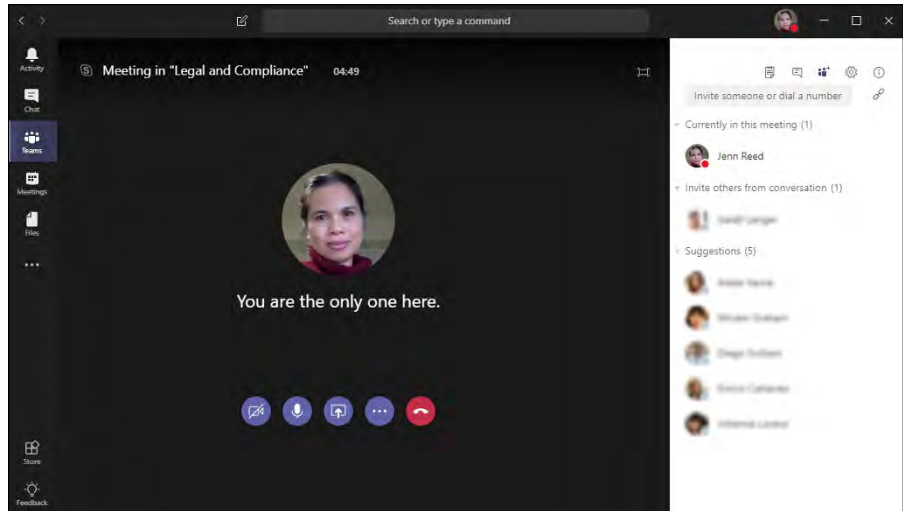 Search or type a command
Activity
Chat
Teams
Meetings
Files
Store
Feedback
Meeting in "Legal and Compliance" 04:49
You are the only one here.
Invite someone or dial a number
Currently in this meeting (1)
Jenn Reed
Invite others from conversation (1)
Suggestions (5)